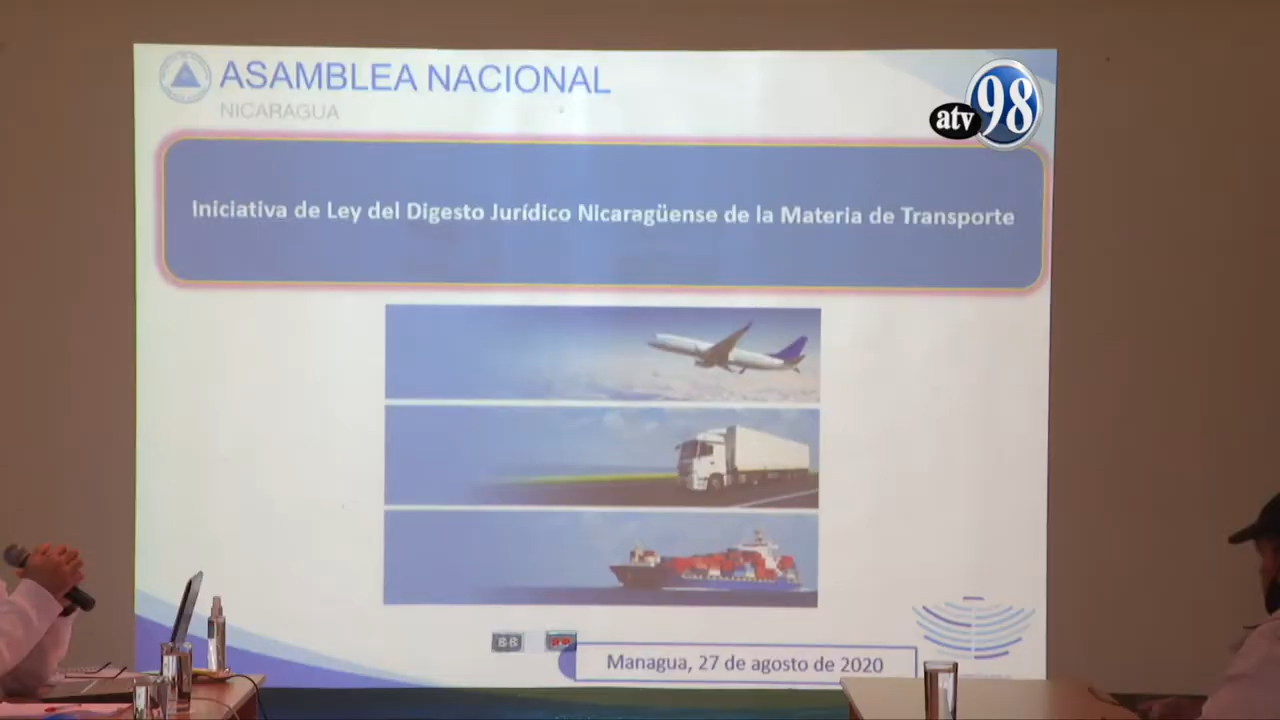 ASAMBLEA NACIONAL
NICARAGUA
atv 98
Iniciativa de Ley del Digesto Jurídico Nicaragüense de la Materia de Transporte
Managua, 27 de agosto de 2020